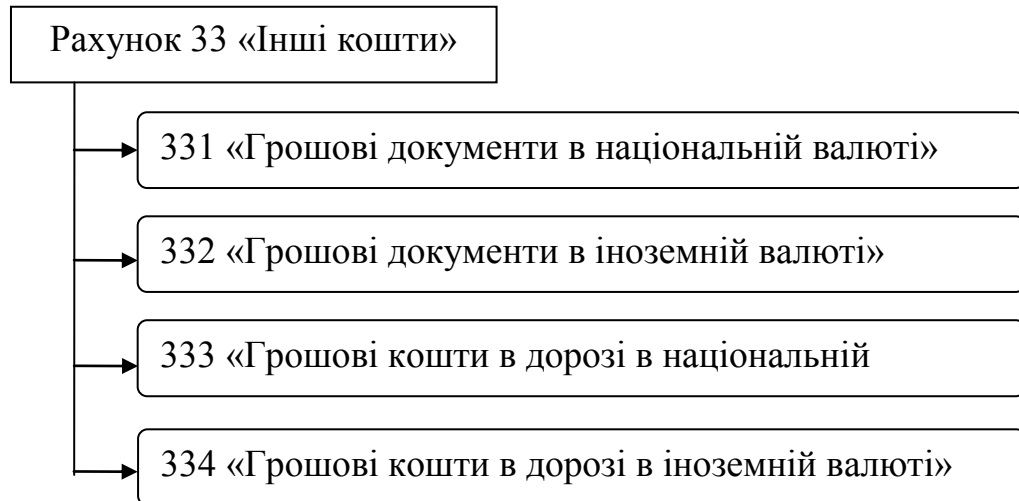 Рахунок 33 «Інші кошти»
331 «Грошові документи в національній валюті»
332 «Грошові документи в іноземній валюті»
333 «Грошові кошти в дорозі в національній
334 «Грошові кошти в дорозі в іноземній валюті»